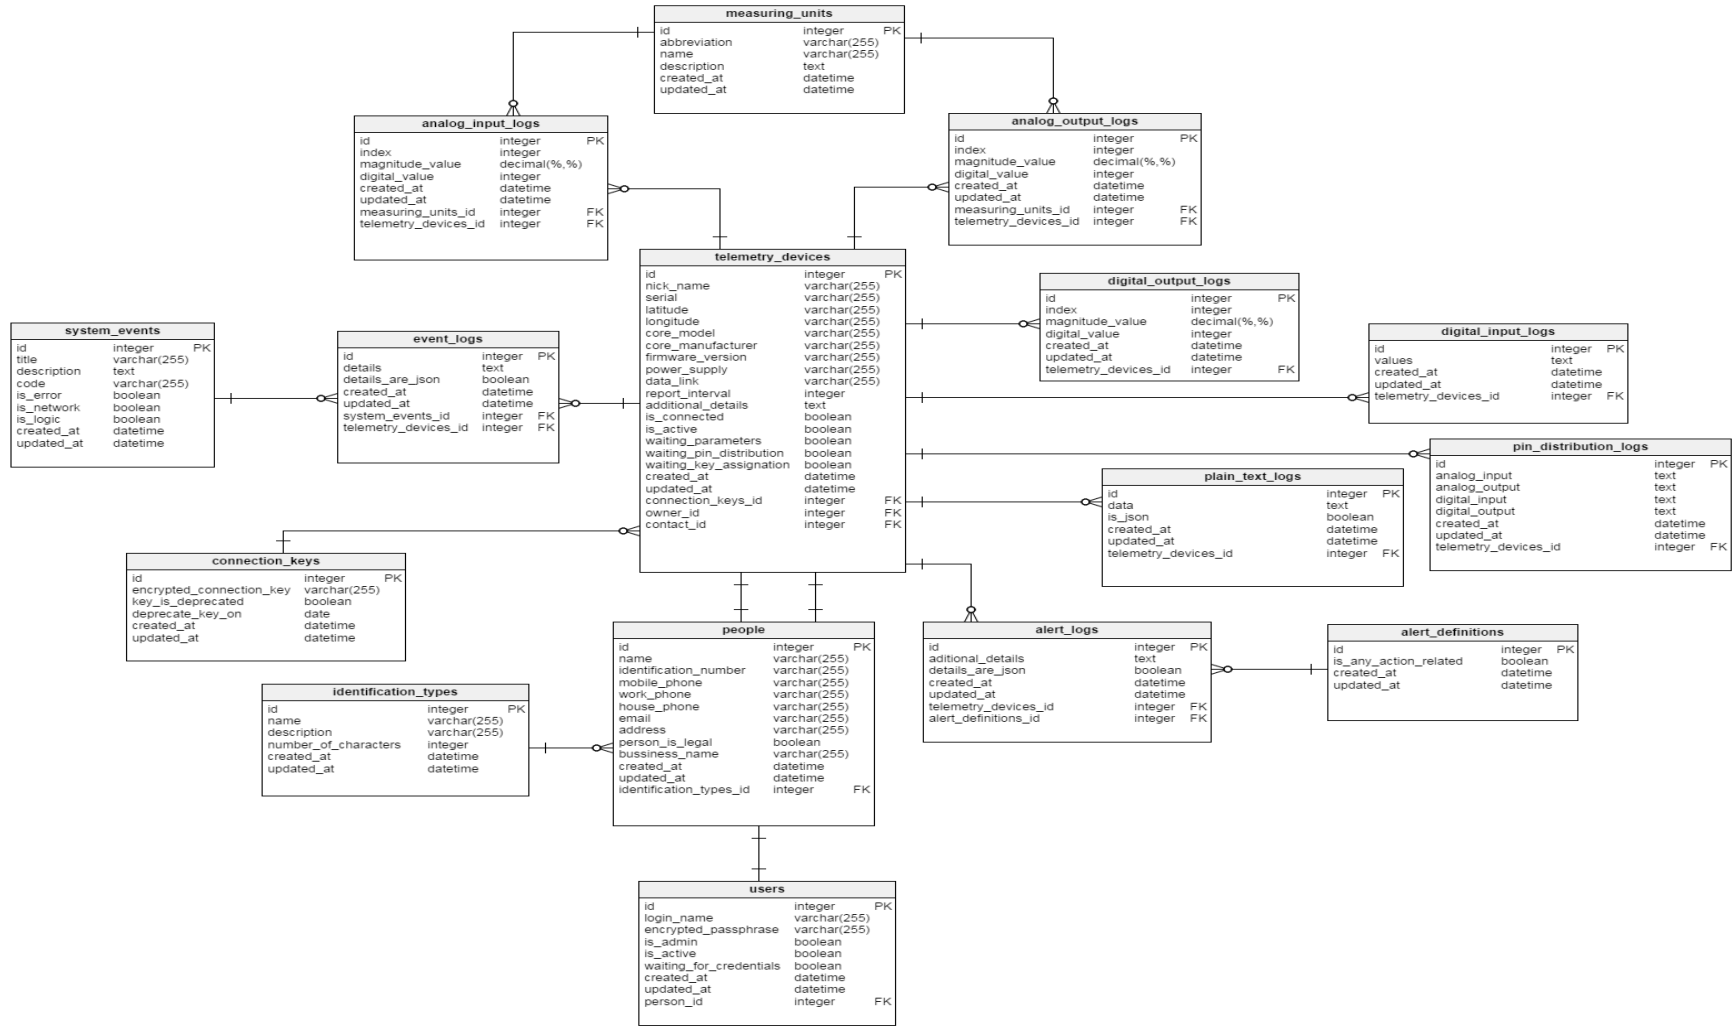 measuring_units
id integer PK
abbreviation varchar(255)
name varchar(255)
description text
created_at datetime
updated_at datetime
analog_input_logs
id integer PK
index integer
magnitude_value decimal(%,%)
digital_value integer
created_at datetime
updated_at datetime
measuring_units_id integer FK
telemetry_devices_id integer FK
analog_output_logs
id integer PK
index integer
magnitude_value decimal(%,%)
digital_value integer
created_at datetime
updated_at datetime
measuring_units_id integer FK
telemetry_devices_id integer FK
telemetry_devices
id integer PK
nick_name varchar(255)
serial varchar(255)
latitude varchar(255)
longitude varchar(255)
core_model varchar(255)
core_manufacturer varchar(255)
firmware_version varchar(255)
power_supply varchar(255)
data_link varchar(255)
report_interval integer
additional_details text
is_connected boolean
is_active boolean
waiting_parameters boolean
waiting_pin_distribution boolean
waiting_key_assignation boolean
created_at datetime
updated_at datetime
connection_keys_id integer FK
owner_id integer FK
contact_id integer FK
digital_output_logs
id integer PK
index integer
magnitude_value decimal(%,%)
digital_value integer
created_at datetime
updated_at datetime
telemetry_devices_id integer FK
digital_input_logs
id integer PK
values text
created_at datetime
updated_at datetime
telemetry_devices_id integer FK
system_events
id integer PK
title varchar(255)
description text
code varchar(255)
is_error boolean
is_network boolean
is_logic boolean
created_at datetime
updated_at datetime
event_logs
id integer PK
details text
details_are_json boolean
created_at datetime
updated_at datetime
system_events_id integer FK
telemetry_devices_id integer FK
pin_distribution_logs
id integer PK
analog_input text
analog_output text
digital_input text
digital_output text
created_at datetime
updated_at datetime
telemetry_devices_id integer FK
plain_text_logs
id integer PK
data text
is_json boolean
created_at datetime
updated_at datetime
telemetry_devices_id integer FK
connection_keys
id integer PK
encrypted_connection_key varchar(255)
key_is_deprecated boolean
deprecate_key_on date
created_at datetime
updated_at datetime
people
id integer PK
name varchar(255)
identification_number varchar(255)
mobile_phone varchar(255)
work_phone varchar(255)
house_phone varchar(255)
email varchar(255)
address varchar(255)
person_is_legal boolean
bussiness_name varchar(255)
created_at datetime
updated_at datetime
identification_types_id integer FK
alert_logs
id integer PK
aditional_details text
details_are_json boolean
created_at datetime
updated_at datetime
telemetry_devices_id integer FK
alert_definitions_id integer FK
alert_definitions
id integer PK
is_any_action_related boolean
created_at datetime
updated_at datetime
identification_types
id integer PK
name varchar(255)
description varchar(255)
number_of_characters integer
created_at datetime
updated_at datetime
users
id integer PK
login_name varchar(255)
encrypted_passphrase varchar(255)
is_admin boolean
is_active boolean
waiting_for_credentials boolean
created_at datetime
updated_at datetime
person_id integer FK